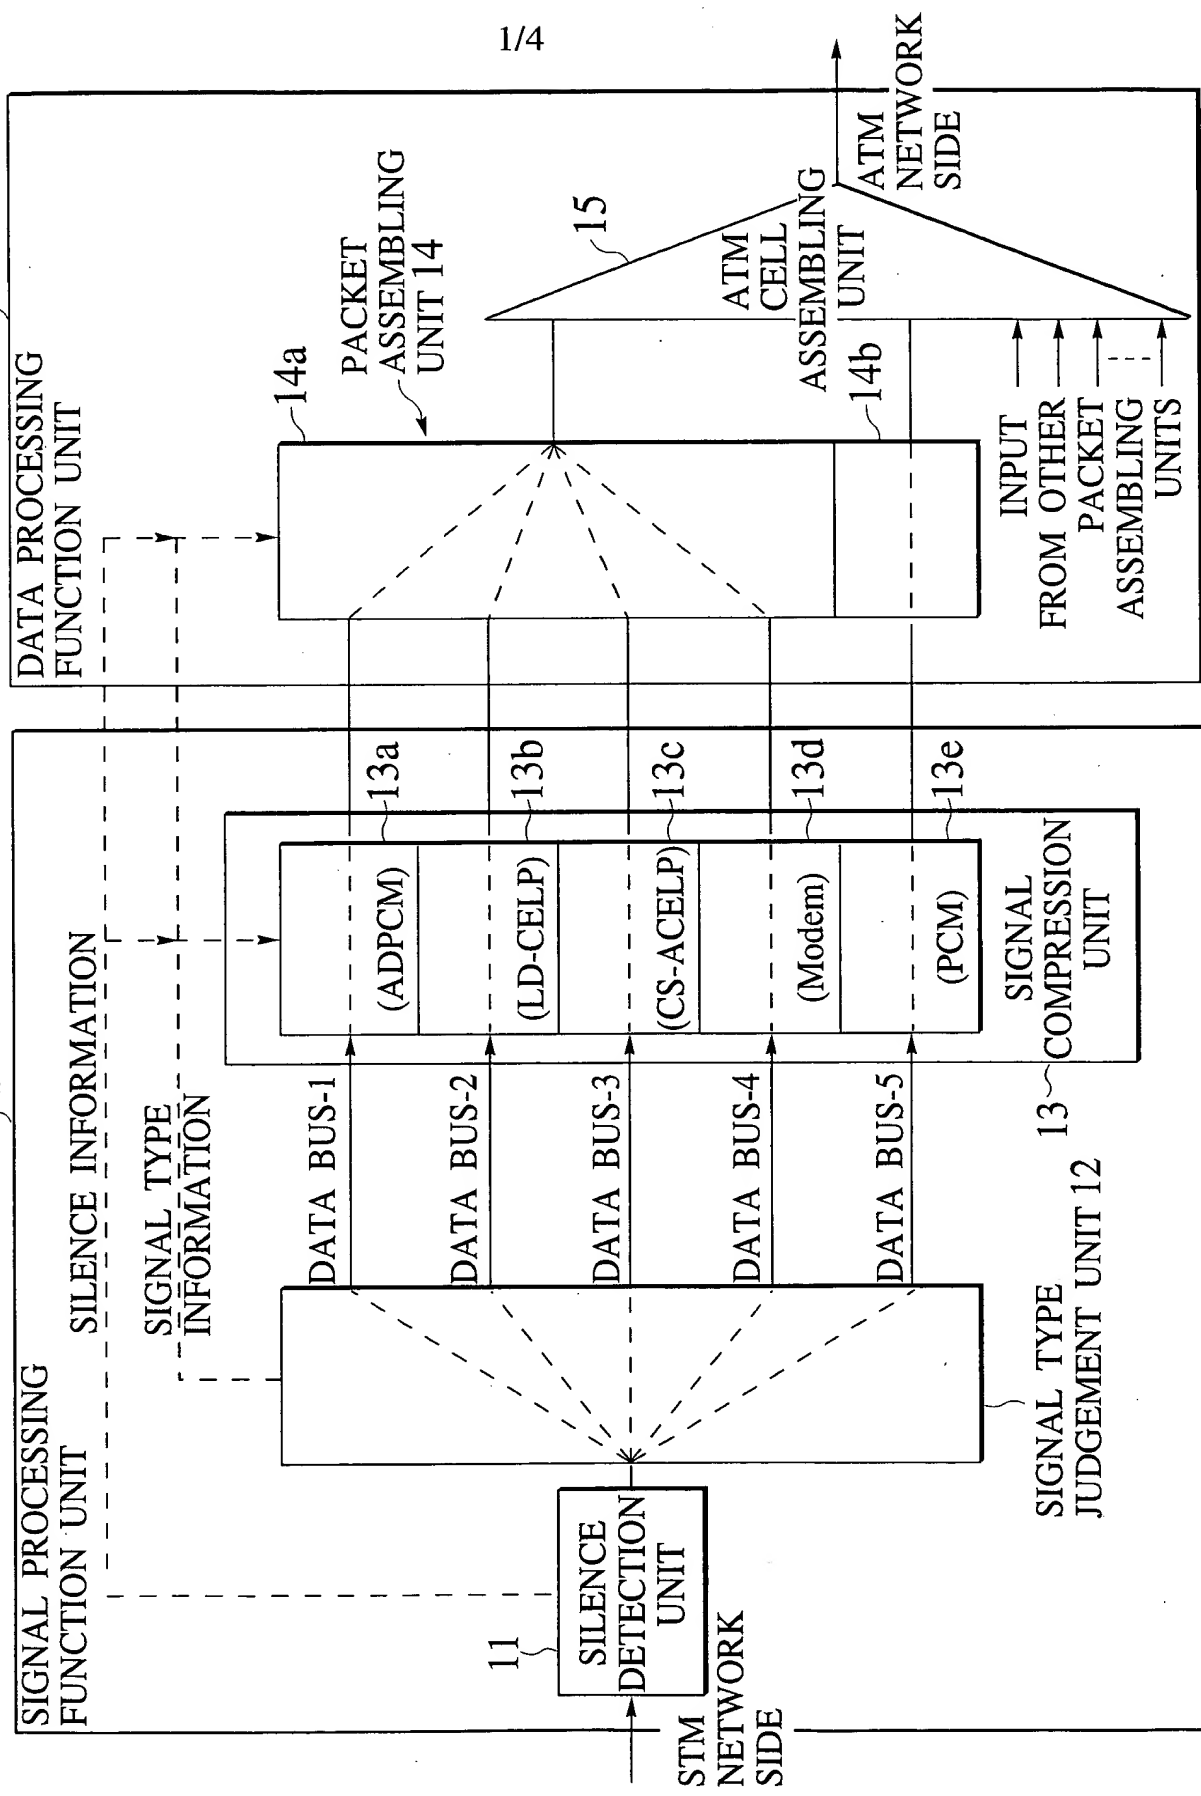 1/4
SIGNAL PROCESSING
FUNCTION UNIT
SILENCE INFORMATION
SIGNAL TYPE
INFORMATION
STM
NETWORK
SIDE
11
SILENCE
DETECTION
UNIT
SIGNAL TYPE
JUDGEMENT UNIT 12
DATA BUS-1
DATA BUS-2
DATA BUS-3
DATA BUS-4
DATA BUS-5
(ADPCM)
13a
(LD-CELP)
13b
(CS-ACELP)
13c
(Modem)
13d
(PCM)
13e
13
SIGNAL
COMPRESSION
UNIT
DATA PROCESSING
FUNCTION UNIT
14a
PACKET
ASSEMBLING
UNIT 14
14b
15
ATM
CELL
ASSEMBLING
UNIT
INPUT
FROM OTHER
PACKET
ASSEMBLING
UNITS
ATM
NETWORK
SIDE